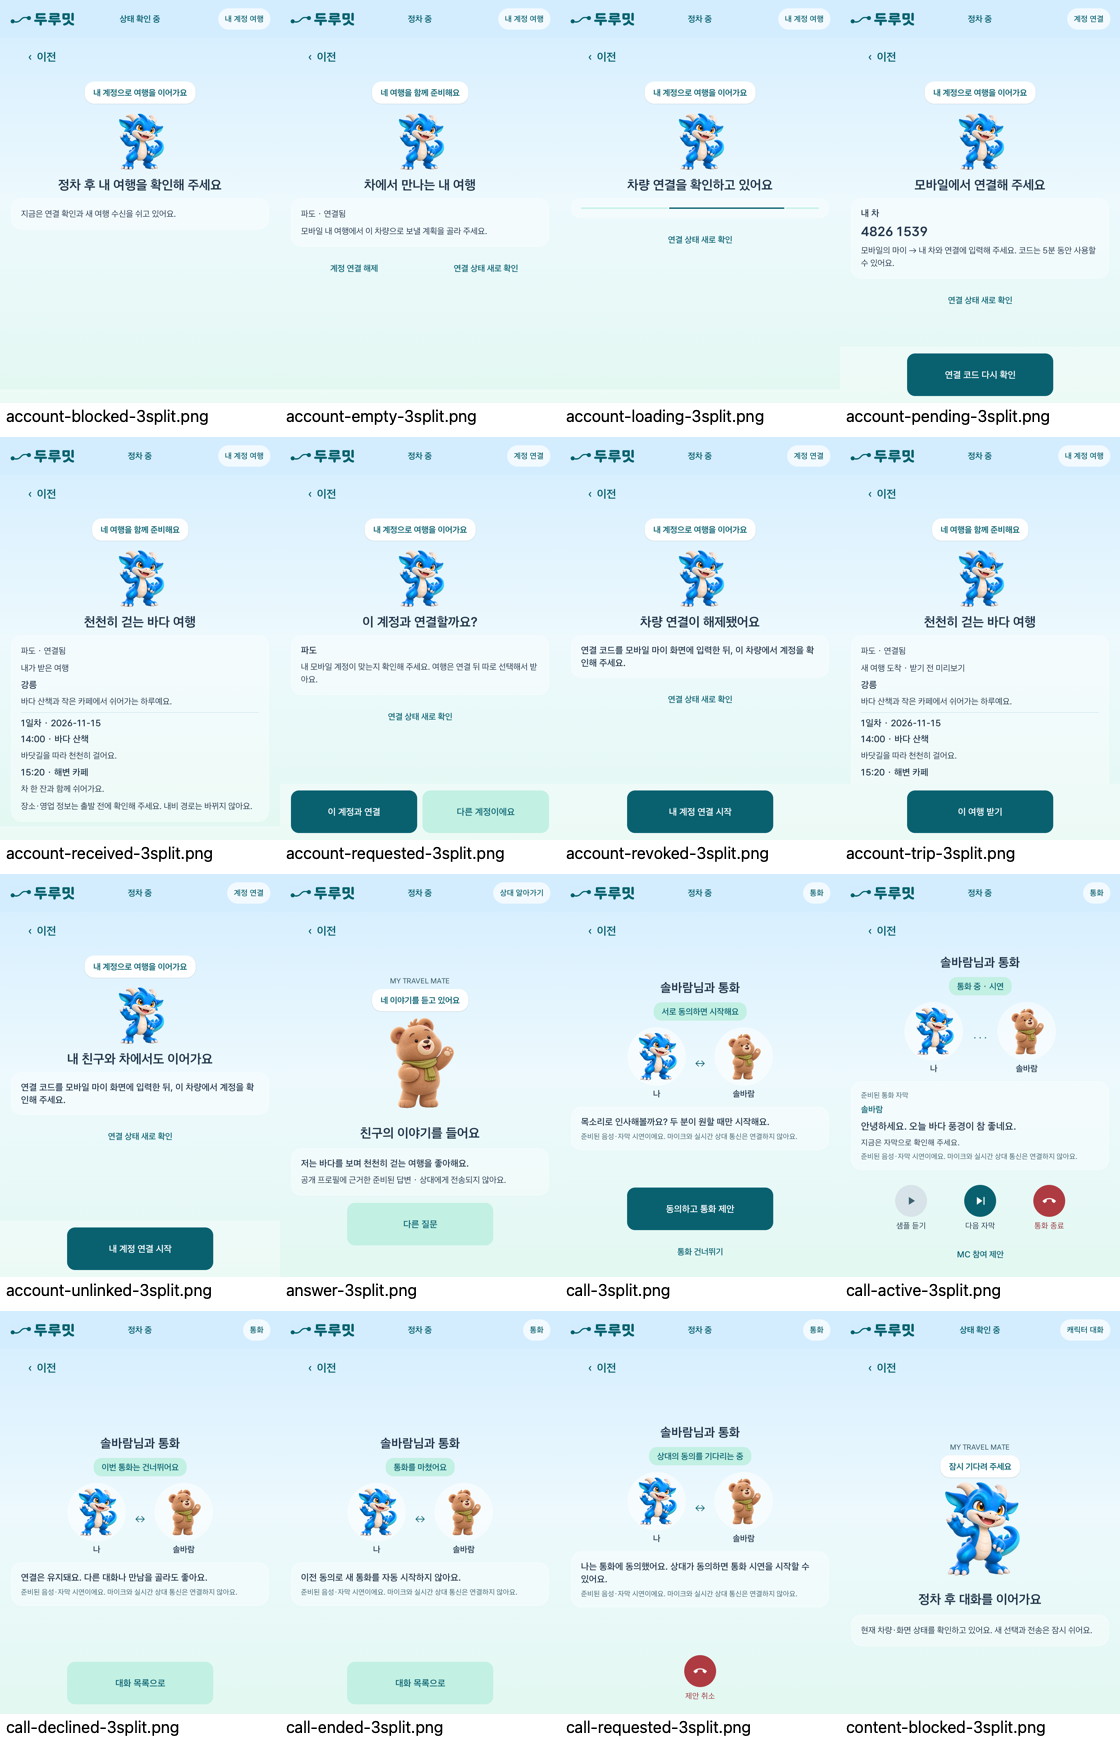 두루밋 상태 확인 중 내 계정 여행
‹ 이전
내 계정으로 여행을 이어가요
정차 후 내 여행을 확인해 주세요
지금은 연결 확인과 새 여행 수신을 쉬고 있어요.
account-blocked-3split.png
두루밋 정차 중 내 계정 여행
‹ 이전
네 여행을 함께 준비해요
차에서 만나는 내 여행
파도 · 연결됨
모바일 내 여행에서 이 차량으로 보낼 계획을 골라 주세요.
계정 연결 해제 연결 상태 새로 확인
account-empty-3split.png
두루밋 정차 중 내 계정 여행
‹ 이전
내 계정으로 여행을 이어가요
차량 연결을 확인하고 있어요
연결 상태 새로 확인
account-loading-3split.png
두루밋 정차 중 계정 연결
‹ 이전
내 계정으로 여행을 이어가요
모바일에서 연결해 주세요
내 차
4826 1539
모바일의 마이 → 내 차와 연결에 입력해 주세요. 코드는 5분 동안 사용할
수 있어요.
연결 상태 새로 확인
연결 코드 다시 확인
account-pending-3split.png
두루밋 정차 중 내 계정 여행
‹ 이전
네 여행을 함께 준비해요
천천히 걷는 바다 여행
파도 · 연결됨
내가 받은 여행
강릉
바다 산책과 작은 카페에서 쉬어가는 하루예요.
1일차 · 2026-11-15
14:00 · 바다 산책
바닷길을 따라 천천히 걸어요.
15:20 · 해변 카페
차 한 잔과 함께 쉬어가요.
장소·영업 정보는 출발 전에 확인해 주세요. 내비 경로는 바뀌지 않아요.
account-received-3split.png
두루밋 정차 중 계정 연결
‹ 이전
내 계정으로 여행을 이어가요
이 계정과 연결할까요?
파도
내 모바일 계정이 맞는지 확인해 주세요. 여행은 연결 뒤 따로 선택해서 받
아요.
연결 상태 새로 확인
이 계정과 연결 다른 계정이에요
account-requested-3split.png
두루밋 정차 중 계정 연결
‹ 이전
내 계정으로 여행을 이어가요
차량 연결이 해제됐어요
연결 코드를 모바일 마이 화면에 입력한 뒤, 이 차량에서 계정을 확
인해 주세요.
연결 상태 새로 확인
내 계정 연결 시작
account-revoked-3split.png
두루밋 정차 중 내 계정 여행
‹ 이전
네 여행을 함께 준비해요
천천히 걷는 바다 여행
파도 · 연결됨
새 여행 도착 · 받기 전 미리보기
강릉
바다 산책과 작은 카페에서 쉬어가는 하루예요.
1일차 · 2026-11-15
14:00 · 바다 산책
바닷길을 따라 천천히 걸어요.
15:20 · 해변 카페
이 여행 받기
account-trip-3split.png
두루밋 정차 중 계정 연결
‹ 이전
내 계정으로 여행을 이어가요
내 친구와 차에서도 이어가요
연결 코드를 모바일 마이 화면에 입력한 뒤, 이 차량에서 계정을 확
인해 주세요.
연결 상태 새로 확인
내 계정 연결 시작
account-unlinked-3split.png
두루밋 정차 중 상대 알아가기
‹ 이전
MY TRAVEL MATE
네 이야기를 듣고 있어요
친구의 이야기를 들어요
저는 바다를 보며 천천히 걷는 여행을 좋아해요.
공개 프로필에 근거한 준비된 답변 · 상대에게 전송되지 않아요.
다른 질문
answer-3split.png
두루밋 정차 중 통화
‹ 이전
솔바람님과 통화
서로 동의하면 시작해요
나 ↔ 솔바람
목소리로 인사해볼까요? 두 분이 원할 때만 시작해요.
준비된 음성·자막 시연이에요. 마이크와 실시간 상대 통신은 연결하지 않아요.
동의하고 통화 제안
통화 건너뛰기
call-3split.png
두루밋 정차 중 통화
‹ 이전
솔바람님과 통화
통화 중 · 시연
...
나 솔바람
준비된 통화 자막
솔바람
안녕하세요. 오늘 바다 풍경이 참 좋네요.
지금은 자막으로 확인해 주세요.
준비된 음성·자막 시연이에요. 마이크와 실시간 상대 통신은 연결하지 않아요.
샘플 듣기 다음 자막 통화 종료
MC 참여 제안
call-active-3split.png
두루밋 정차 중 통화
‹ 이전
솔바람님과 통화
이번 통화는 건너뛰어요
나 ↔ 솔바람
연결은 유지돼요. 다른 대화나 만남을 골라도 좋아요.
준비된 음성·자막 시연이에요. 마이크와 실시간 상대 통신은 연결하지 않아요.
대화 목록으로
call-declined-3split.png
두루밋 정차 중 통화
‹ 이전
솔바람님과 통화
통화를 마쳤어요
나 ↔ 솔바람
이전 동의로 새 통화를 자동 시작하지 않아요.
준비된 음성·자막 시연이에요. 마이크와 실시간 상대 통신은 연결하지 않아요.
대화 목록으로
call-ended-3split.png
두루밋 정차 중 통화
‹ 이전
솔바람님과 통화
상대의 동의를 기다리는 중
나 ↔ 솔바람
나는 통화에 동의했어요. 상대가 동의하면 통화 시연을 시작할 수
있어요.
준비된 음성·자막 시연이에요. 마이크와 실시간 상대 통신은 연결하지 않아요.
제안 취소
call-requested-3split.png
두루밋 상태 확인 중 캐릭터 대화
‹ 이전
MY TRAVEL MATE
잠시 기다려 주세요
정차 후 대화를 이어가요
현재 차량·화면 상태를 확인하고 있어요. 새 선택과 전송은 잠시 쉬어요.
content-blocked-3split.png